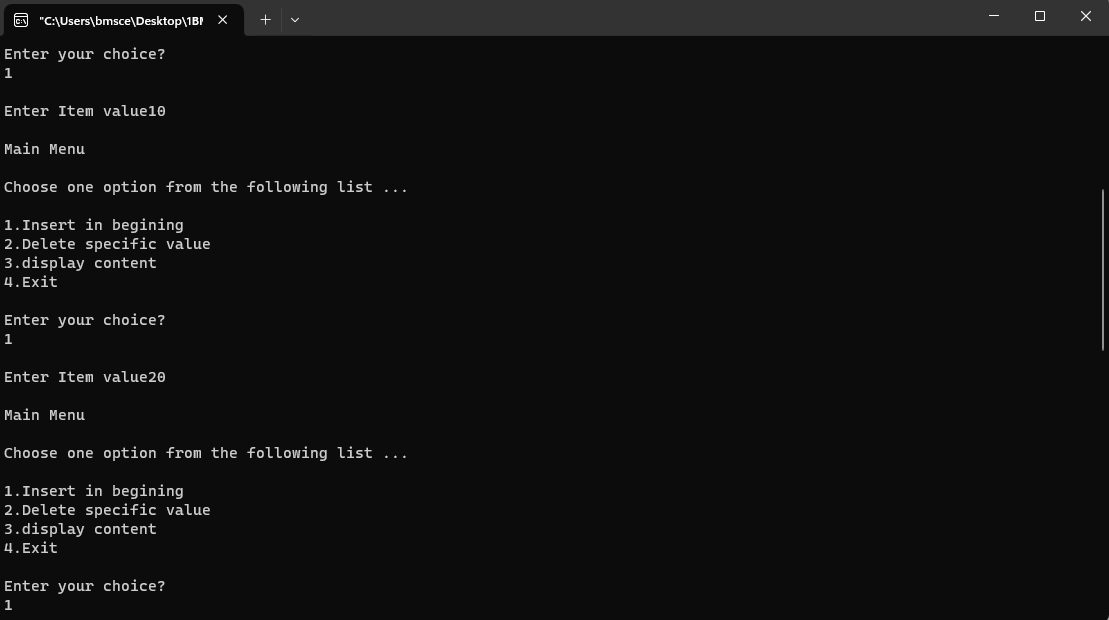 "C:\Users\bmsce\Desktop\1BM
Enter your choice?
1
Enter Item value10
Main Menu
Choose one option from the following list ...
1.Insert in begining
2.Delete specific value
3.display content
4.Exit
Enter your choice?
1
Enter Item value20
Main Menu
Choose one option from the following list ...
1.Insert in begining
2.Delete specific value
3.display content
4.Exit
Enter your choice?
1